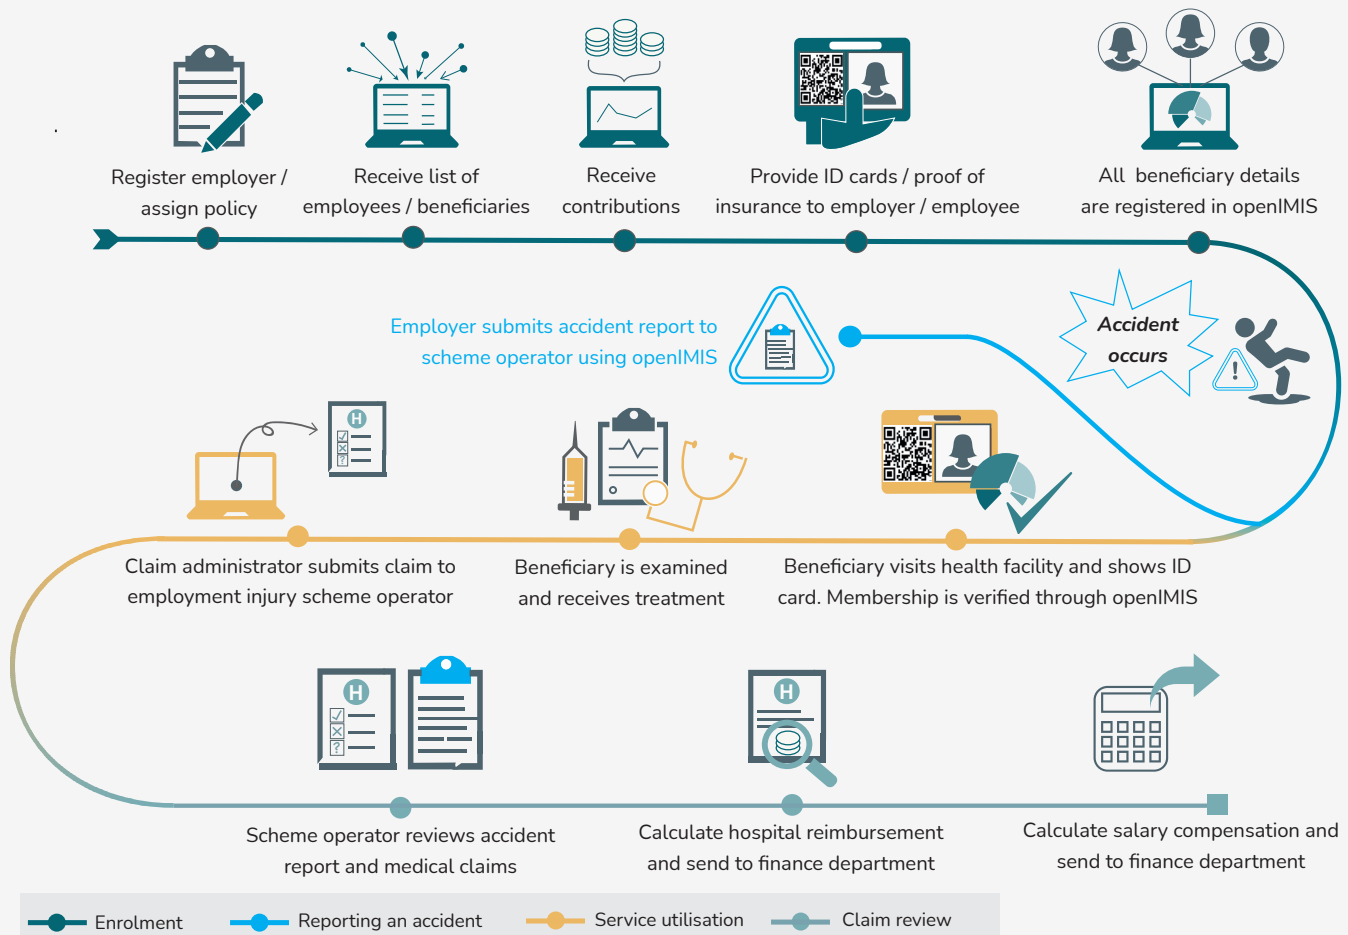 Register employer /
assign policy
Receive list of
employees / beneficiaries
Receive
contributions
Provide ID cards / proof of
insurance to employer / employee
All beneficiary details
are registered in openIMIS
Accident
occurs
!
Employer submits accident report to
scheme operator using openIMIS
H
?
Claim administrator submits claim to
employment injury scheme operator
Beneficiary is examined
and receives treatment
Beneficiary visits health facility and shows ID
card. Membership is verified through openIMIS
H
?
Scheme operator reviews accident
report and medical claims
H
Calculate hospital reimbursement
and send to finance department
Calculate salary compensation and
send to finance department
Enrolment
Reporting an accident
Service utilisation
Claim review